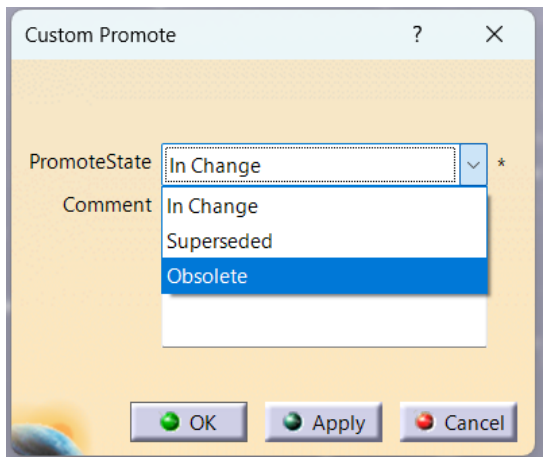 Custom Promote ? ×
PromoteState In Change *
Comment In Change
Superseded
Obsolete
OK Apply Cancel